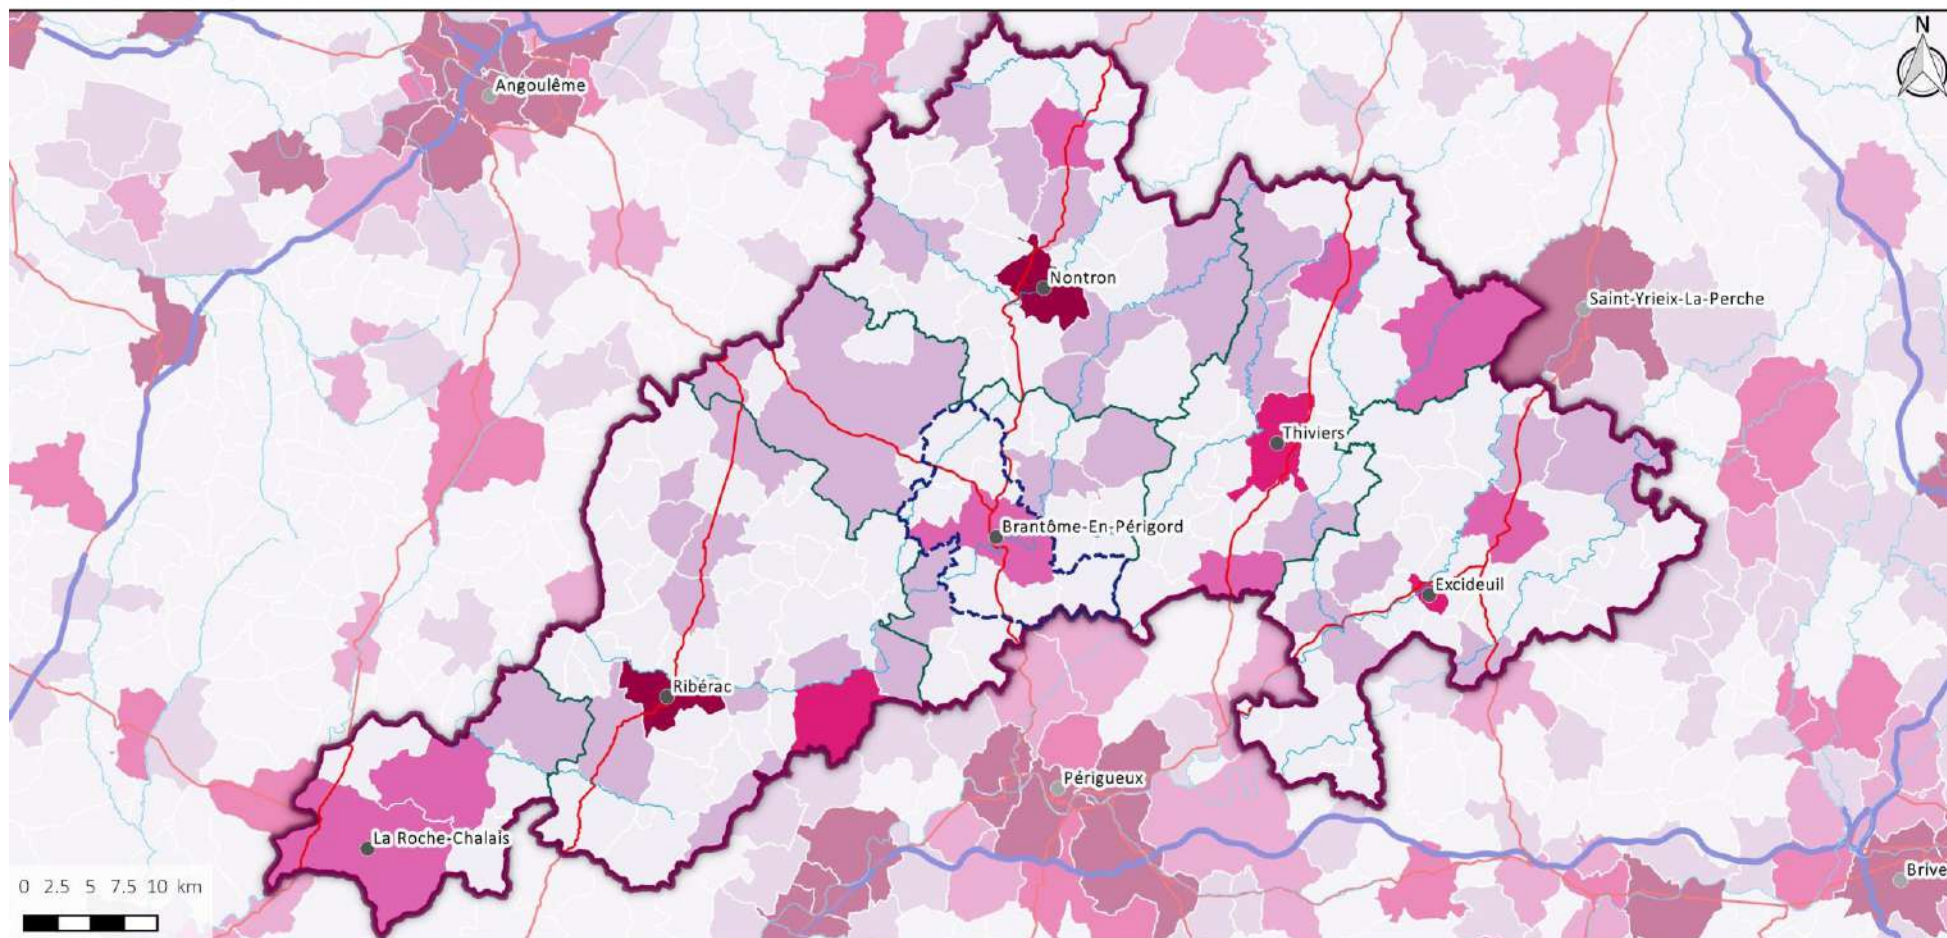 N
Angoulême
Nontron
Saint-Yrieix-La-Perche
Thiviers
Brantôme-En-Périgord
Excideuil
Ribérac
Périgueux
La Roche-Chalais
Brive
0 2.5 5 7.5 10 km